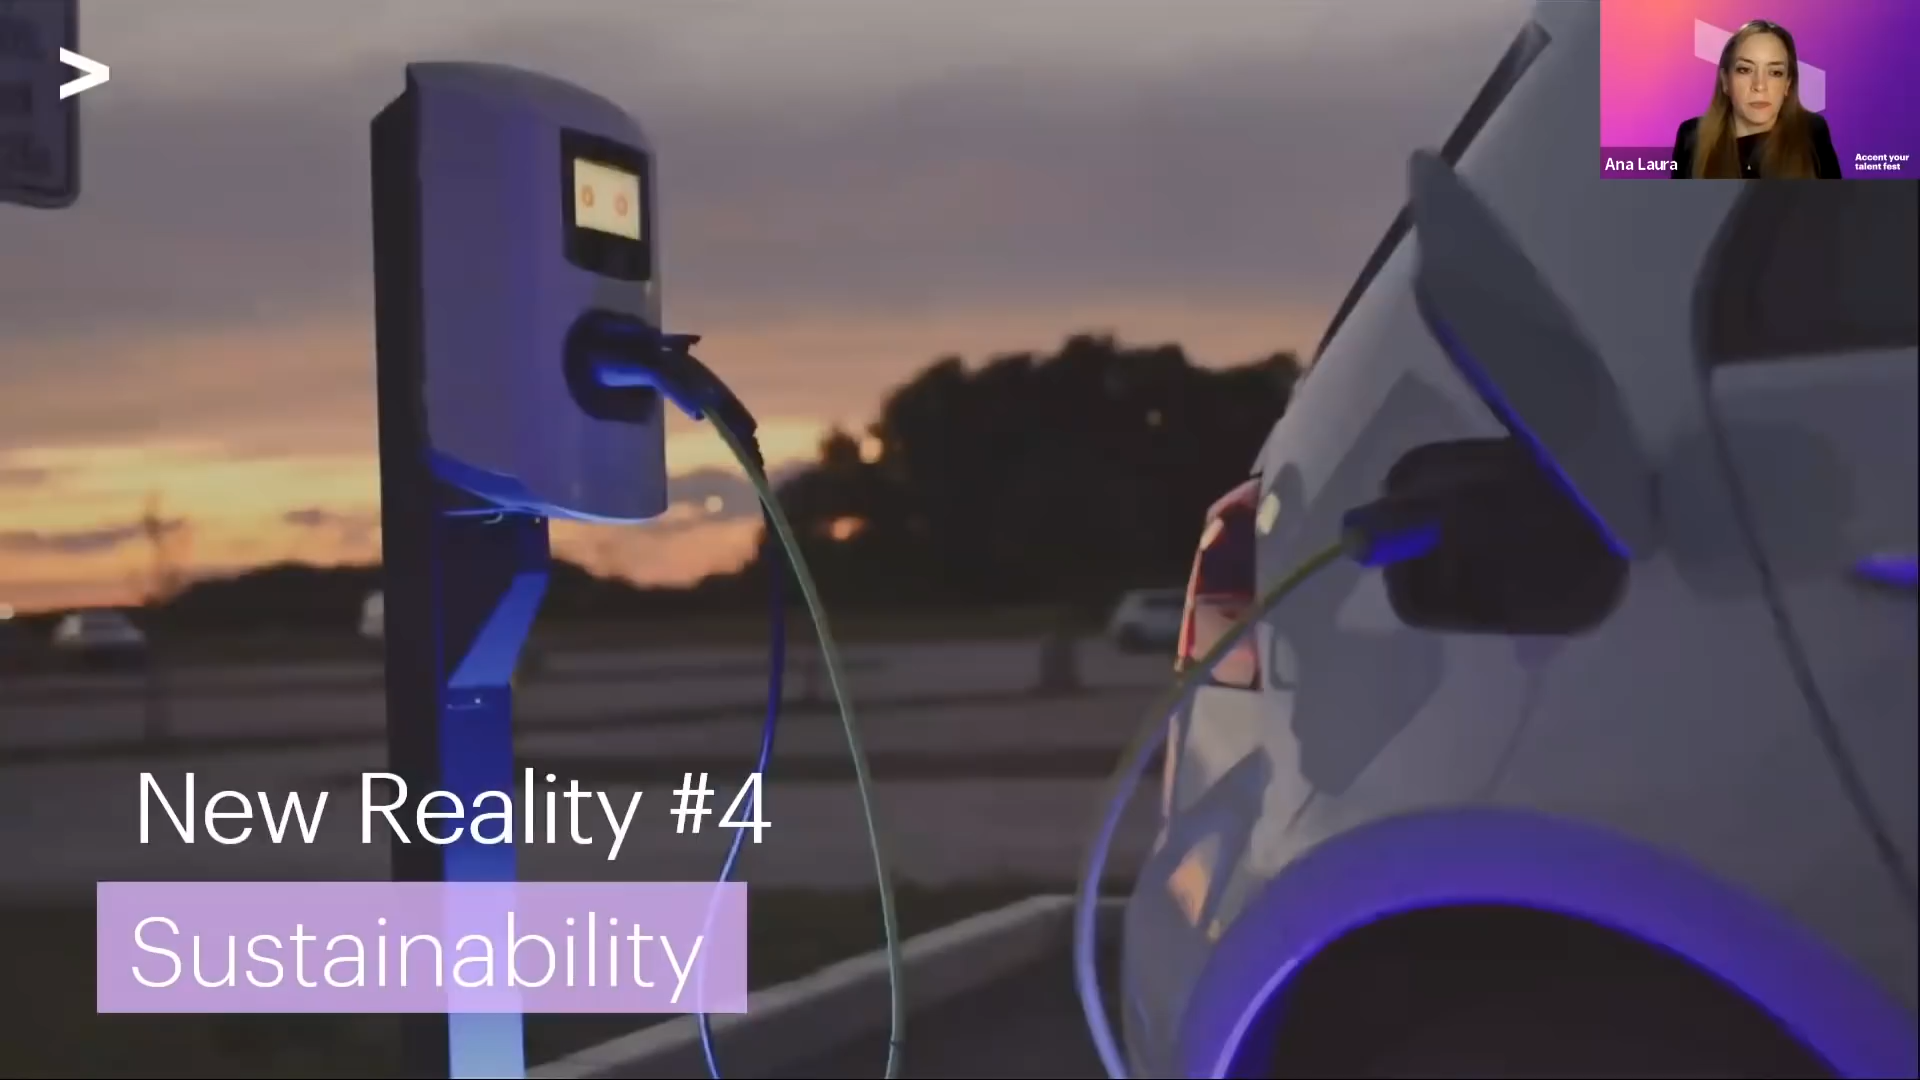 >
Ana Laura
Accent your
talent fest
New Reality #4
Sustainability